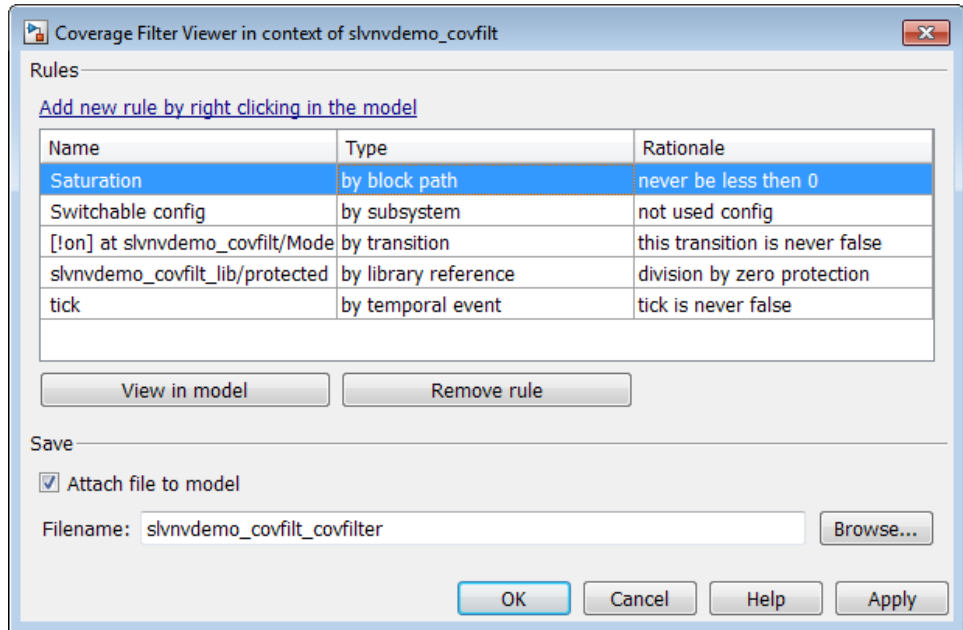 Coverage Filter Viewer in context of slvnvdemo_covfilt
Rules
Add new rule by right clicking in the model
Name Type Rationale
Saturation by block path never be less then 0
Switchable config by subsystem not used config
[!on] at slvnvdemo_covfilt/Mode by transition this transition is never false
slvnvdemo_covfilt_lib/protected by library reference division by zero protection
tick by temporal event tick is never false
View in model Remove rule
Save
Attach file to model
Filename: slvnvdemo_covfilt_covfilter Browse...
OK Cancel Help Apply